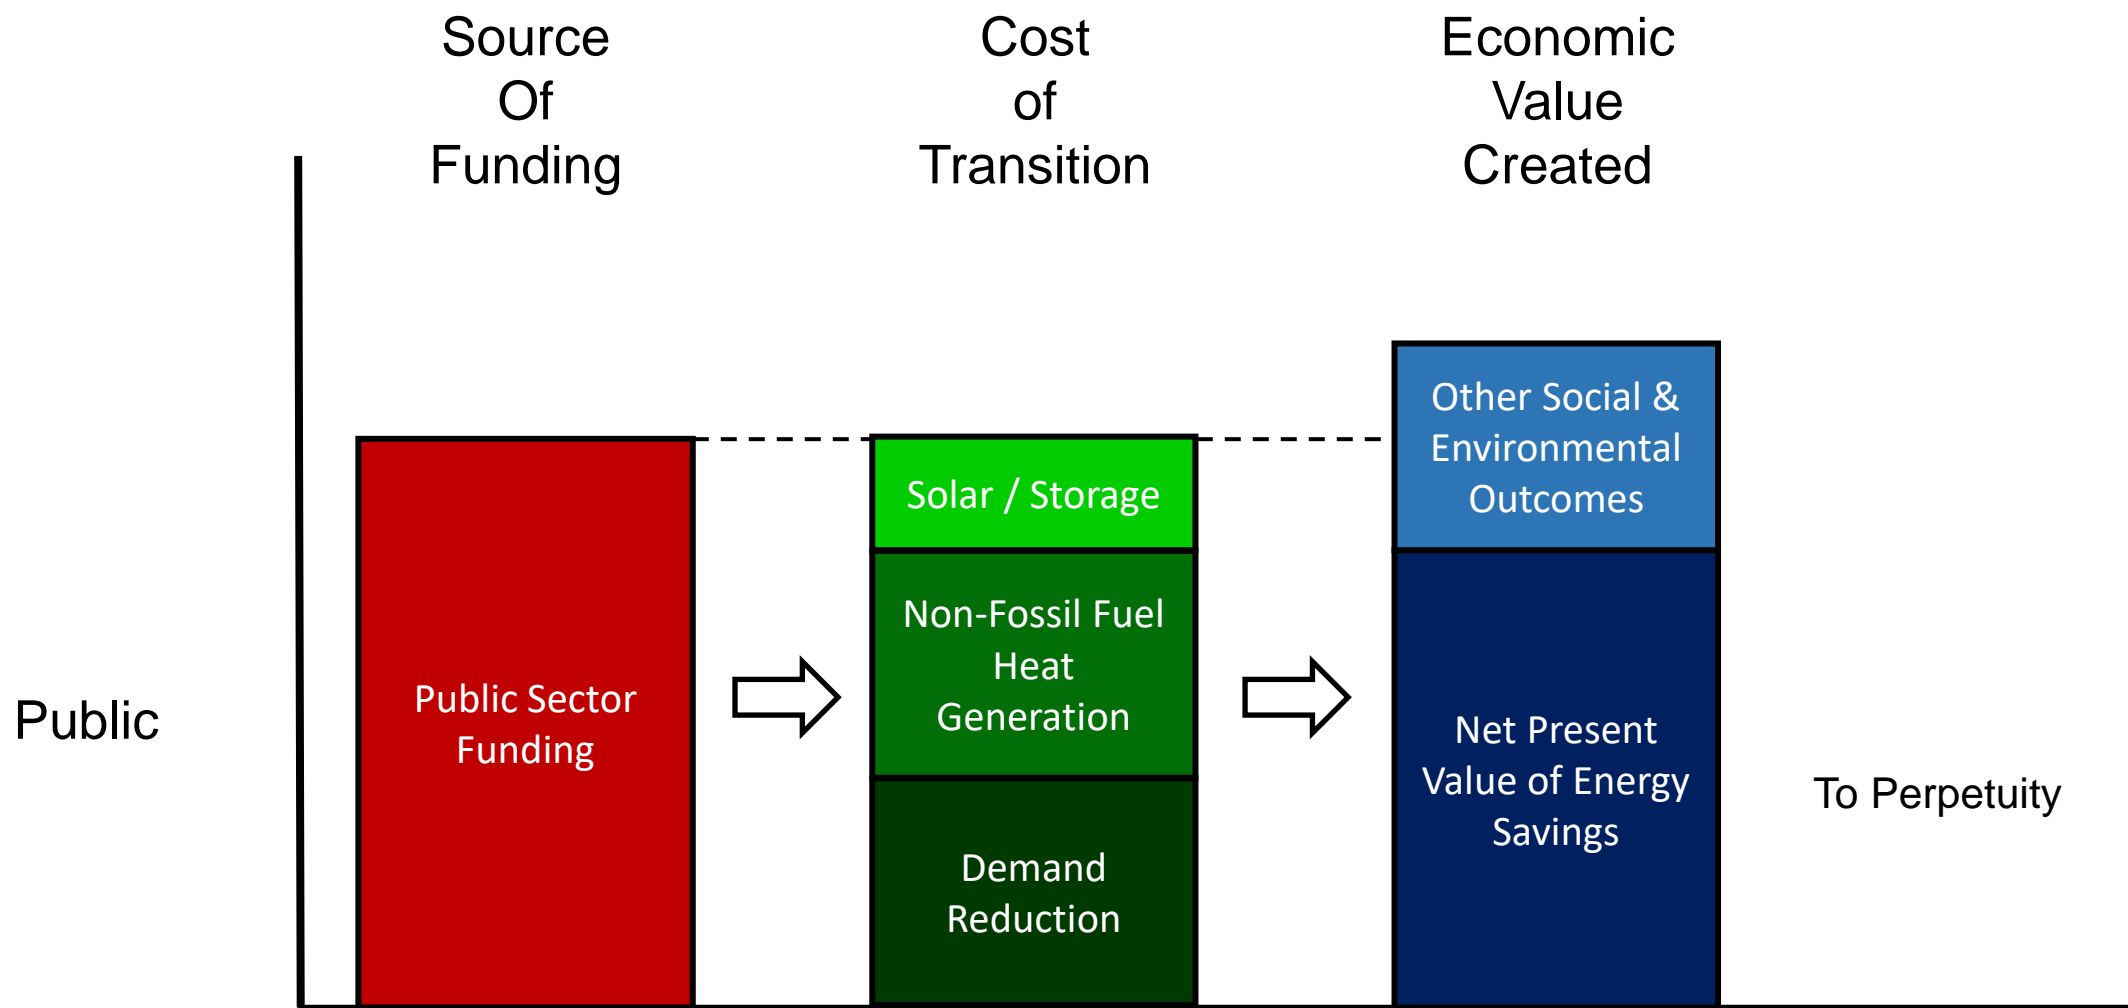 Source
Of
Funding
Cost
of
Transition
Economic
Value
Created
Public
Public Sector
Funding
Solar / Storage
Non-Fossil Fuel
Heat
Generation
Demand
Reduction
Other Social &
Environmental
Outcomes
Net Present
Value of Energy
Savings
To Perpetuity